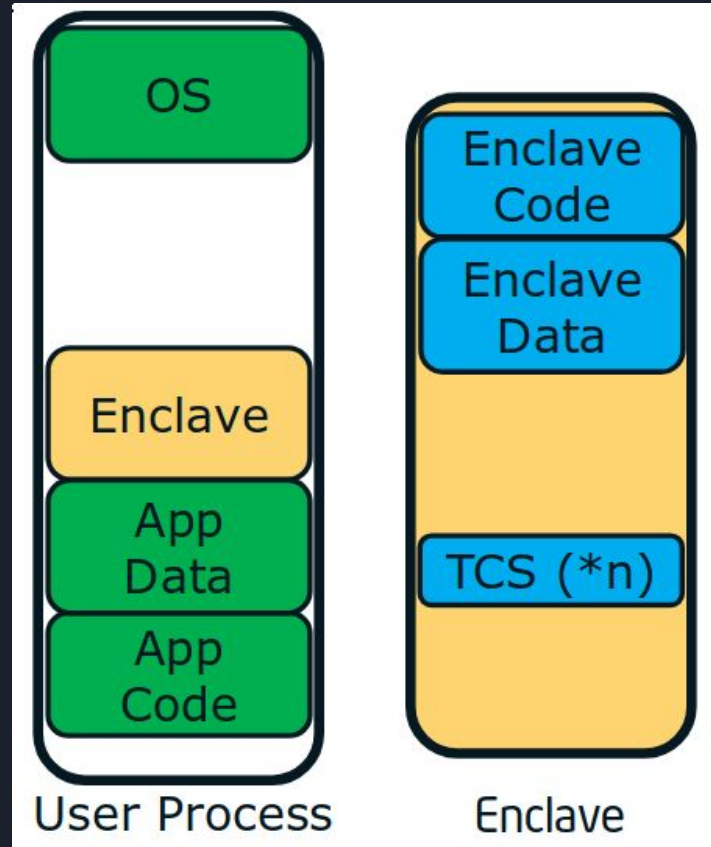 OS
Enclave
App
Data
App
Code
User Process
Enclave
Code
Enclave
Data
TCS (*n)
Enclave